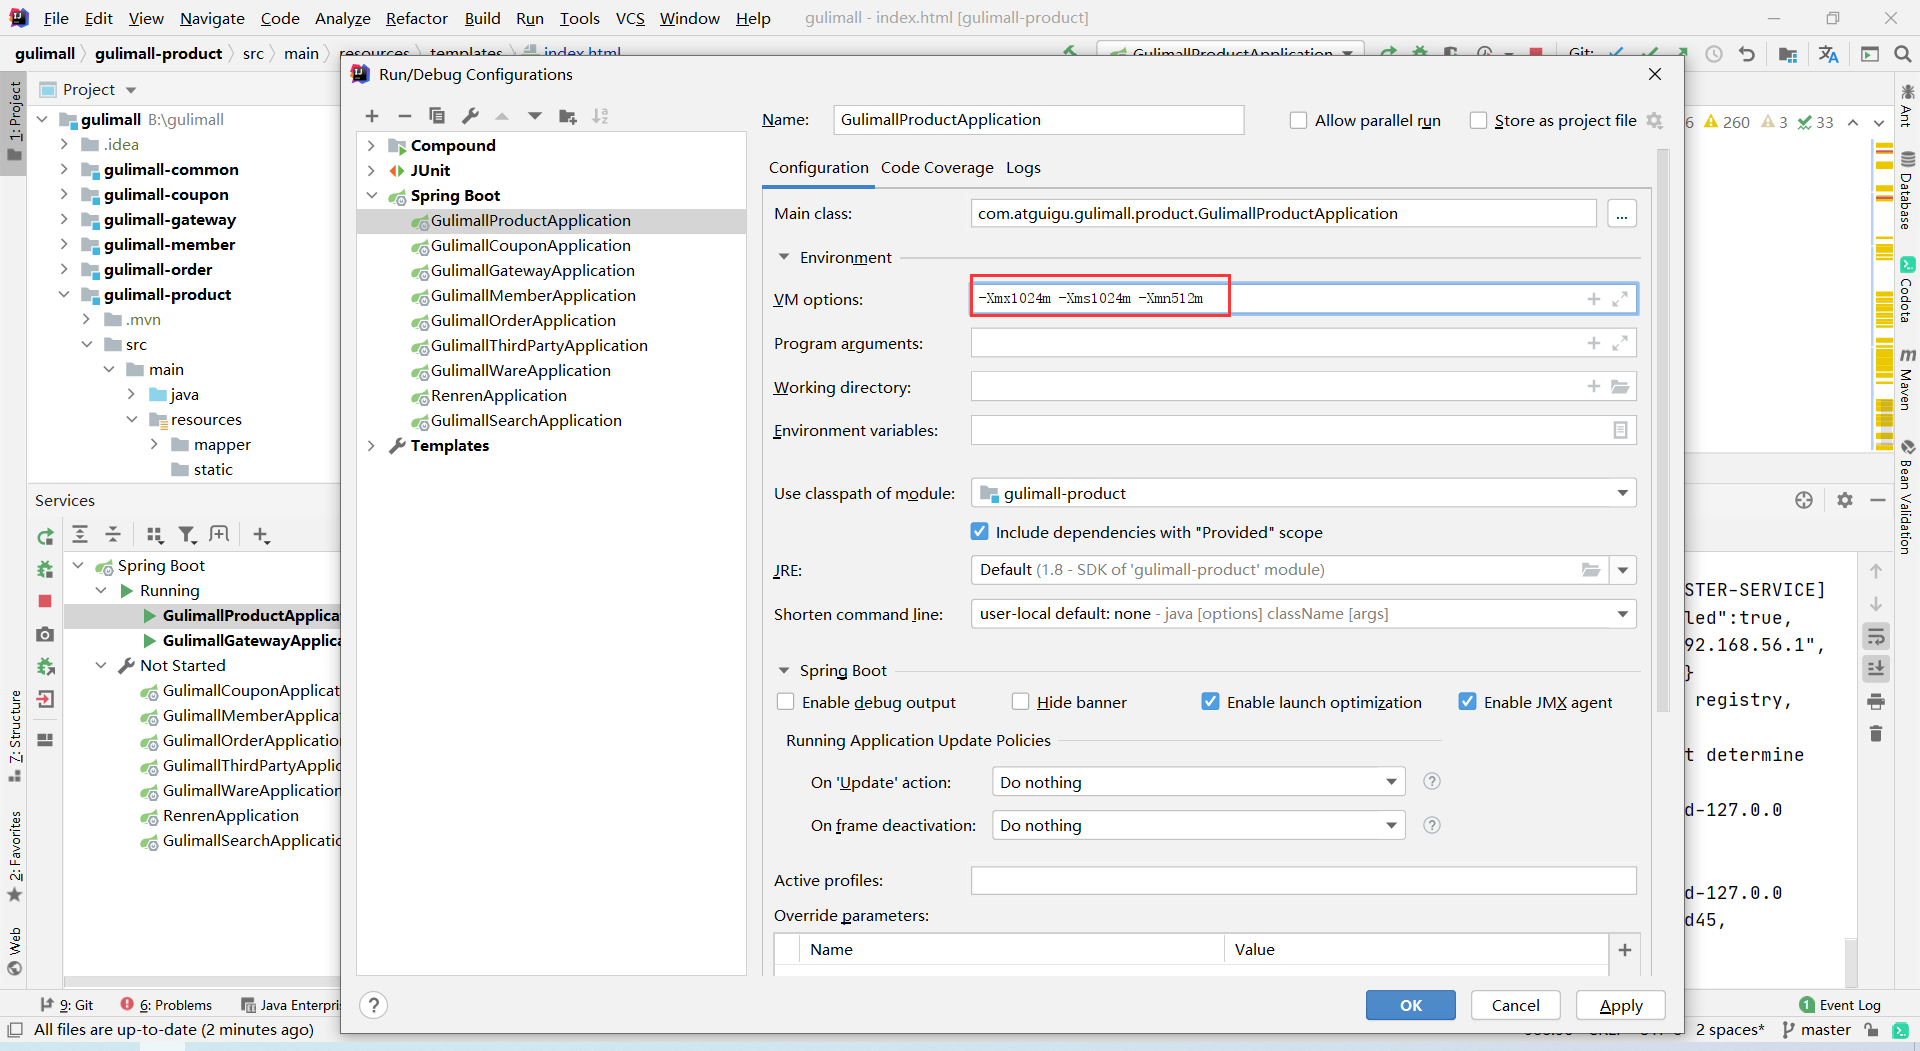 File Edit View Navigate Code Analyze Refactor Build Run Tools VCS Window Help gulimall - index.html [gulimall-product]
gulimall gulimall-product src main resources templates index.html GulimallProductApplication Git:
Run/Debug Configurations
1: Project
Project
gulimall B:\gulimall
.idea
gulimall-common
gulimall-coupon
gulimall-gateway
gulimall-member
gulimall-order
gulimall-product
.mvn
src
main
java
resources
mapper
static
Compound
JUnit
Spring Boot
GulimallProductApplication
GulimallCouponApplication
GulimallGatewayApplication
GulimallMemberApplication
GulimallOrderApplication
GulimallThirdPartyApplication
GulimallWareApplication
RenrenApplication
GulimallSearchApplication
Templates
Name: GulimallProductApplication Allow parallel run Store as project file
Configuration Code Coverage Logs
Main class: com.atguigu.gulimall.product.GulimallProductApplication ...
Environment
VM options: -Xmx1024m -Xms1024m -Xmn512m
Program arguments:
Working directory:
Environment variables:
Use classpath of module: gulimall-product
Include dependencies with "Provided" scope
JRE: Default (1.8 - SDK of 'gulimall-product' module)
Shorten command line: user-local default: none - java [options] className [args]
Spring Boot
Enable debug output Hide banner Enable launch optimization Enable JMX agent
Running Application Update Policies
On 'Update' action: Do nothing ?
On frame deactivation: Do nothing ?
Active profiles:
Override parameters:
Name Value
? OK Cancel Apply
6 260 3 33
Ant
Database
Codota
Maven
Bean Validation
Services
Spring Boot
Running
GulimallProductApplica
GulimallGatewayApplic
Not Started
GulimallCouponApplicat
GulimallMemberApplica
GulimallOrderApplication
GulimallThirdPartyApplic
GulimallWareApplication
RenrenApplication
GulimallSearchApplicatio
7: Structure
2: Favorites
Web
STER-SERVICE]
led":true,
92.168.56.1",
}
registry,
t determine
d-127.0.0
d-127.0.0
d45,
9: Git 6: Problems Java Enterpri 1 Event Log
All files are up-to-date (2 minutes ago) 2 spaces* master